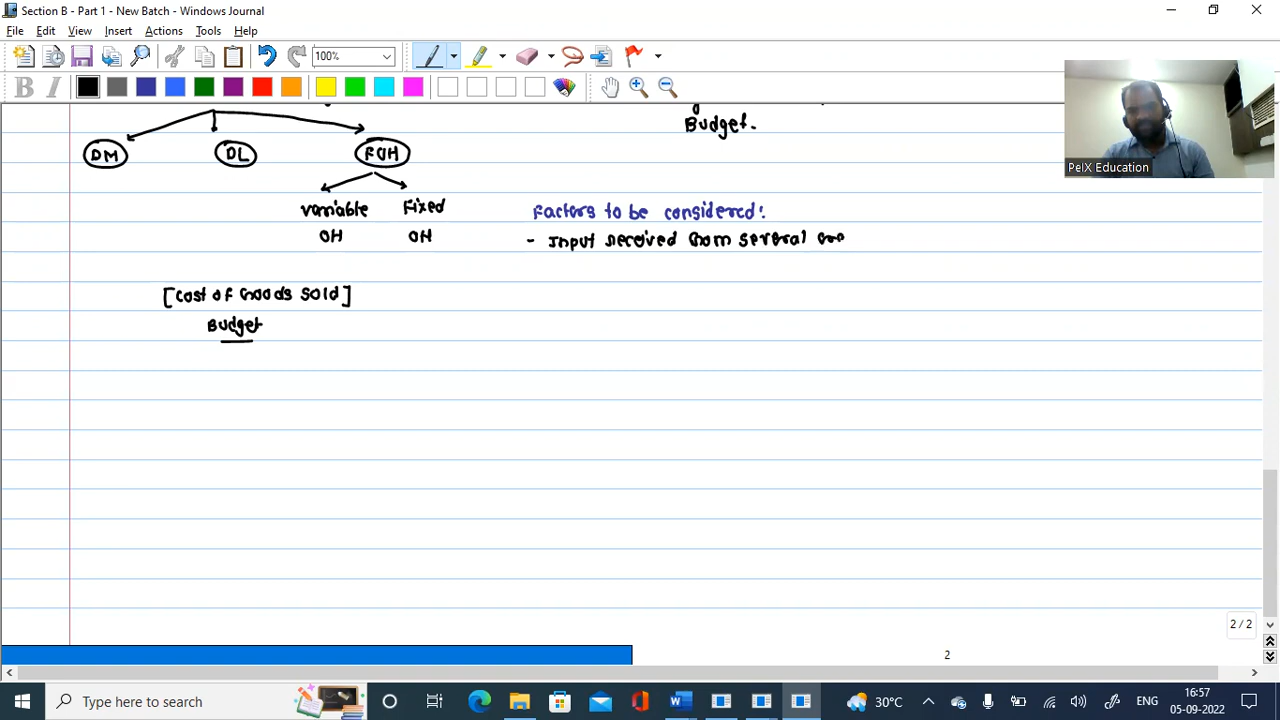 Section B - Part 1 - New Batch - Windows Journal
File Edit View Insert Actions Tools Help
100%
B I
PelX Education
Budget.
DM DL FOH
Variable Fixed
OH OH
Factors to be considered:
- Input received from several
[Cost of Goods Sold]
Budget
2/2
2
Type here to search
30°C
ENG
16:57
05-09-2022